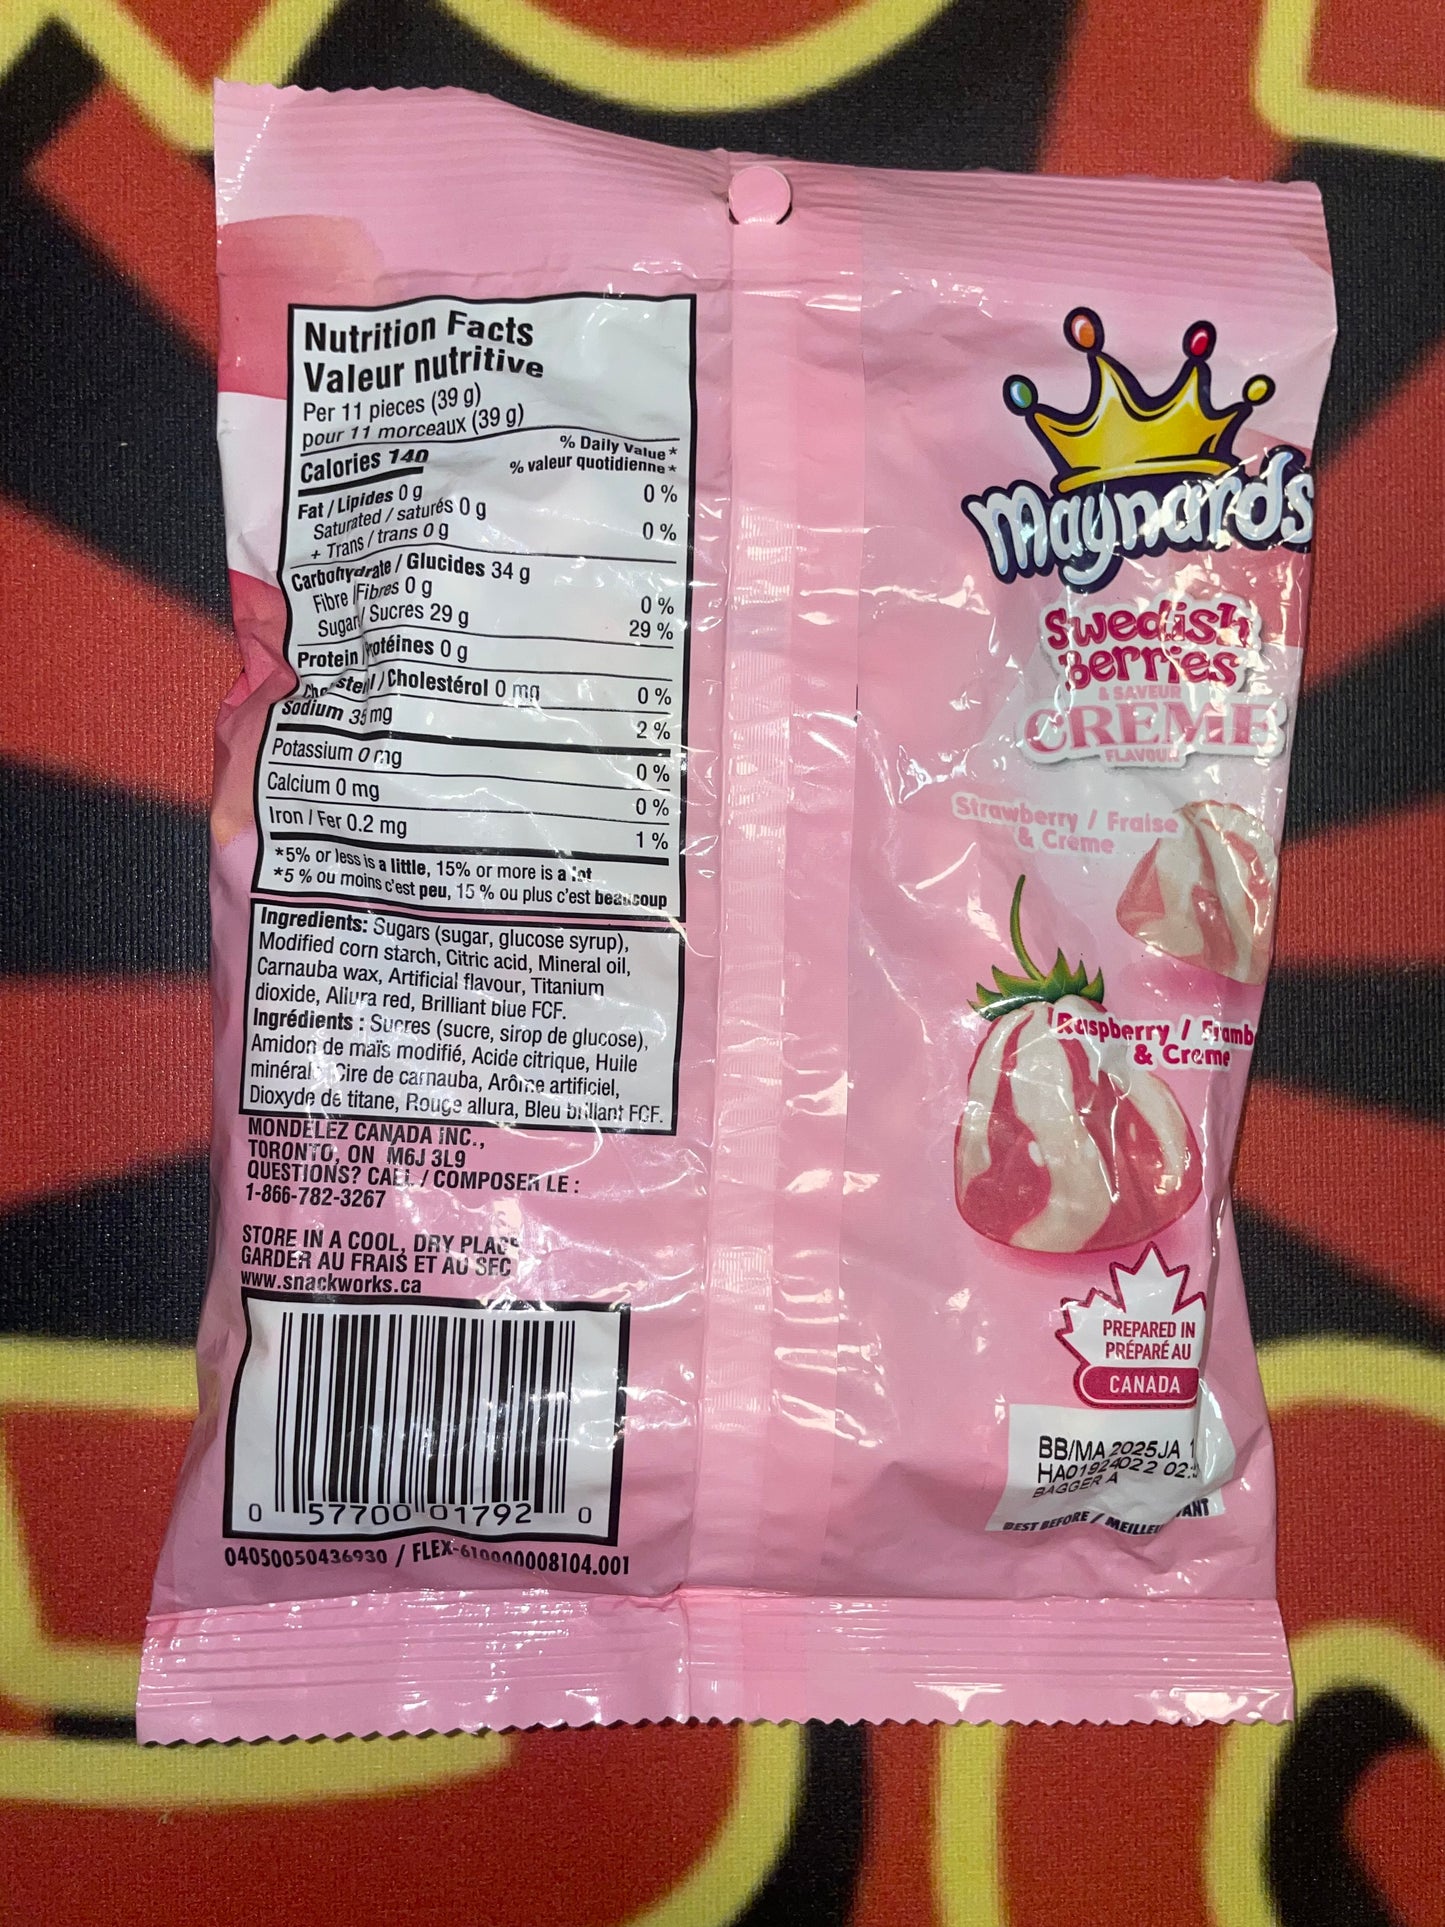 Nutrition Facts
Valeur nutritive
Per 11 pieces (39 g)
pour 11 morceaux (39 g)
Calories 140
% Daily Value*
% valeur quotidienne*
Fat / Lipides 0 g 0 %
Saturated / saturés 0 g
+ Trans / trans 0 g 0 %
Carbohydrate / Glucides 34 g
Fibre / Fibres 0 g 0 %
Sugar / Sucres 29 g 29 %
Protein / Protéines 0 g
Cholesterol / Cholestérol 0 mg 0 %
Sodium 35 mg 2 %
Potassium 0 mg 0 %
Calcium 0 mg 0 %
Iron / Fer 0.2 mg 1 %
*5% or less is a little, 15% or more is a lot
*5 % ou moins c'est peu, 15 % ou plus c'est beaucoup
Ingredients: Sugars (sugar, glucose syrup),
Modified corn starch, Citric acid, Mineral oil,
Carnauba wax, Artificial flavour, Titanium
dioxide, Allura red, Brilliant blue FCF.
Ingrédients : Sucres (sucre, sirop de glucose),
Amidon de maïs modifié, Acide citrique, Huile
minérale, Cire de carnauba, Arôme artificiel,
Dioxyde de titane, Rouge allura, Bleu brillant FCF.
MONDELEZ CANADA INC.,
TORONTO, ON M6J 3L9
QUESTIONS? CALL / COMPOSER LE :
1-866-782-3267
STORE IN A COOL, DRY PLACE
GARDER AU FRAIS ET AU SEC
www.snackworks.ca
0 57700 01792 0
04050050436930 / FLEX-610000008104.001
Maynards
Swedish
Berries
& SAVEUR
CREME
FLAVOUR
Strawberry / Fraise
& Creme
Raspberry / Framb
& Creme
PREPARED IN
PRÉPARÉ AU
CANADA
BB/MA 2025 JA
HA01924022 02:
BAGGER A
BEST BEFORE / MEILLEUR AVANT